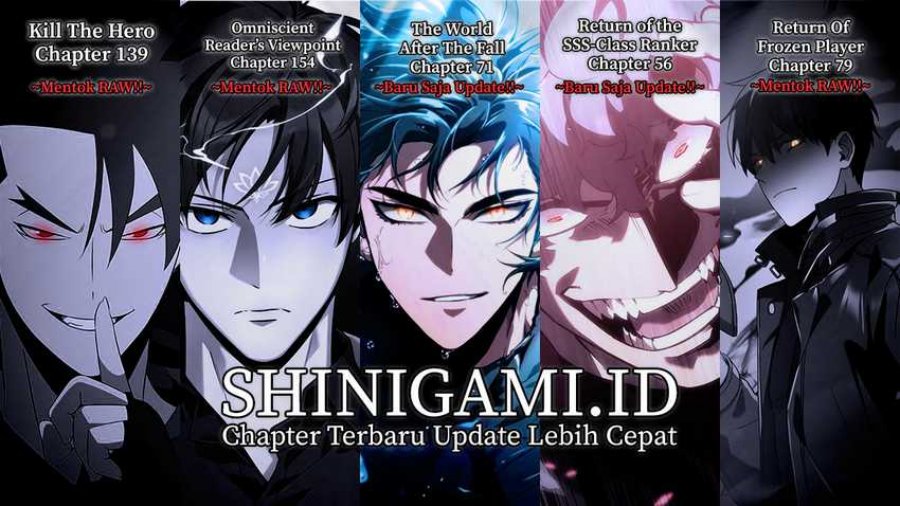 Kill The Hero
Chapter 139
~Mentok RAW!!~
Omniscient
Reader's Viewpoint
Chapter 154
~Mentok RAW!!~
The World
After The Fall
Chapter 71
~Baru Saja Update!!~
Return of the
SSS-Class Ranker
Chapter 56
~Baru Saja Update!!~
Return Of
Frozen Player
Chapter 79
~Mentok RAW!!~
SHINIGAMI.ID
Chapter Terbaru Update Lebih Cepat